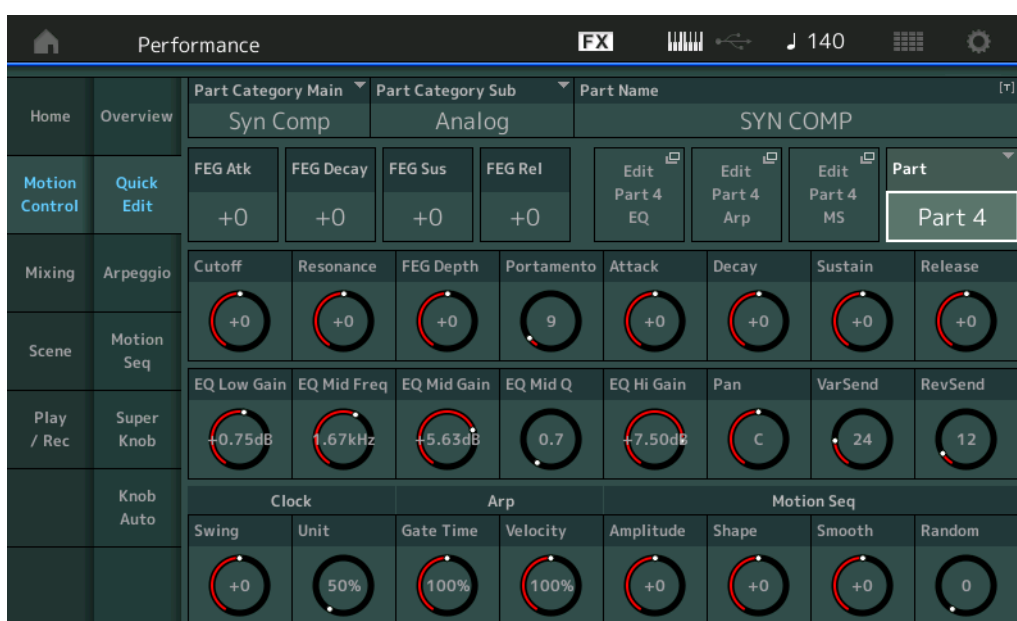 Performance FX 140
Part Category Main Part Category Sub Part Name [T]
Home Overview Syn Comp Analog SYN COMP
FEG Atk FEG Decay FEG Sus FEG Rel Edit Edit Edit Part
Motion Quick Part 4 Part 4 Part 4
Control Edit +0 +0 +0 +0 EQ Arp MS Part 4
Mixing Arpeggio Cutoff Resonance FEG Depth Portamento Attack Decay Sustain Release
+0 +0 +0 9 +0 +0 +0 +0
Scene Motion
Seq
EQ Low Gain EQ Mid Freq EQ Mid Gain EQ Mid Q EQ Hi Gain Pan VarSend RevSend
Play Super
/ Rec Knob +0.75dB 1.67kHz +5.63dB 0.7 +7.50dB C 24 12
Knob Clock Arp Motion Seq
Auto
Swing Unit Gate Time Velocity Amplitude Shape Smooth Random
+0 50% 100% 100% +0 +0 +0 0